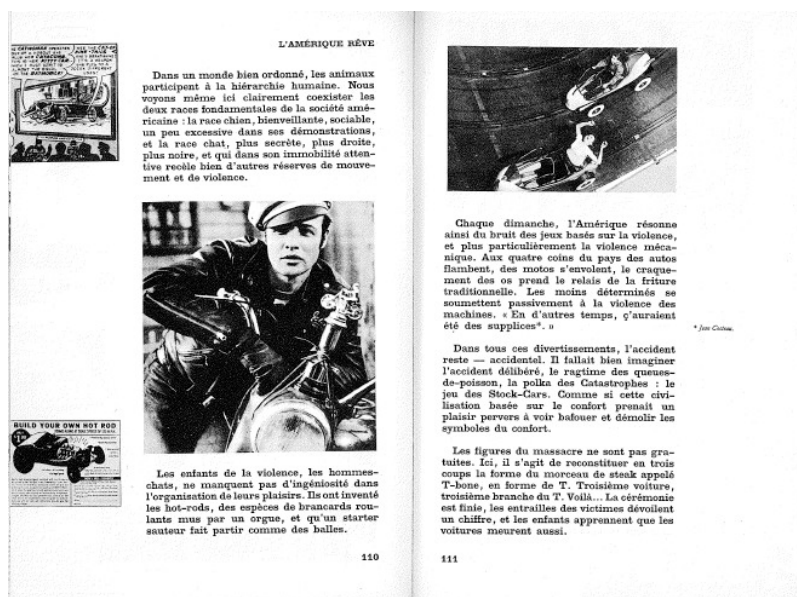 L'AMÉRIQUE RÊVE
Dans un monde bien ordonné, les animaux
participent à la hiérarchie humaine. Nous
voyons même ici clairement coexister les
deux races fondamentales de la société amé-
ricaine : la race chien, bienveillante, sociable,
un peu excessive dans ses démonstrations,
et la race chat, plus secrète, plus droite,
plus noire, et qui dans son immobilité atten-
tive recèle bien d'autres réserves de mouve-
ment et de violence.
BUILD YOUR OWN HOT ROD
Les enfants de la violence, les hommes-
chats, ne manquent pas d'ingéniosité dans
l'organisation de leurs plaisirs. Ils ont inventé
les hot-rods, des espèces de brancards rou-
lants mus par un orgue, et qu'un starter
sauteur fait partir comme des balles.
110
Chaque dimanche, l'Amérique résonne
ainsi du bruit des jeux basés sur la violence,
et plus particulièrement la violence méca-
nique. Aux quatre coins du pays des autos
flambent, des motos s'envolent, le craque-
ment des os prend le relais de la friture
traditionnelle. Les moins déterminés se
soumettent passivement à la violence des
machines. « En d'autres temps, ç'auraient
été des supplices*. »
* Jean Cocteau.
Dans tous ces divertissements, l'accident
reste — accidentel. Il fallait bien imaginer
l'accident délibéré, le ragtime des queues-
de-poisson, la polka des Catastrophes : le
jeu des Stock-Cars. Comme si cette civi-
lisation basée sur le confort prenait un
plaisir pervers à voir bafouer et démolir les
symboles du confort.
Les figures du massacre ne sont pas gra-
tuites. Ici, il s'agit de reconstituer en trois
coups la forme du morceau de steak appelé
T-bone, en forme de T. Troisième voiture,
troisième branche du T. Voilà... La cérémonie
est finie, les entrailles des victimes dévoilent
un chiffre, et les enfants apprennent que les
voitures meurent aussi.
111